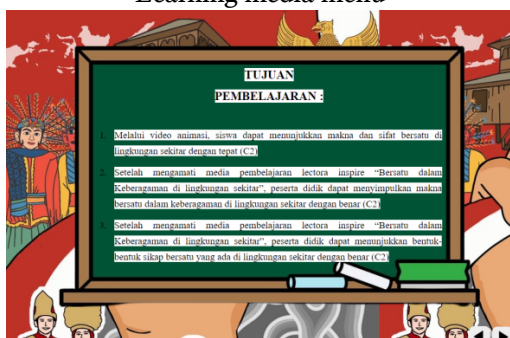 Learning media menu
TUJUAN
PEMBELAJARAN :
1. Melalui video animasi, siswa dapat menunjukkan makna dan sifat bersatu di
lingkungan sekitar dengan tepat (C2)
2. Setelah mengamati media pembelajaran lectora inspire “Bersatu dalam
Keberagaman di lingkungan sekitar”, peserta didik dapat menyimpulkan makna
bersatu dalam keberagaman di lingkungan sekitar dengan benar (C2)
3. Setelah mengamati media pembelajaran lectora inspire “Bersatu dalam
Keberagaman di lingkungan sekitar”, peserta didik dapat menunjukkan bentuk-
bentuk sikap bersatu yang ada di lingkungan sekitar dengan benar (C2)